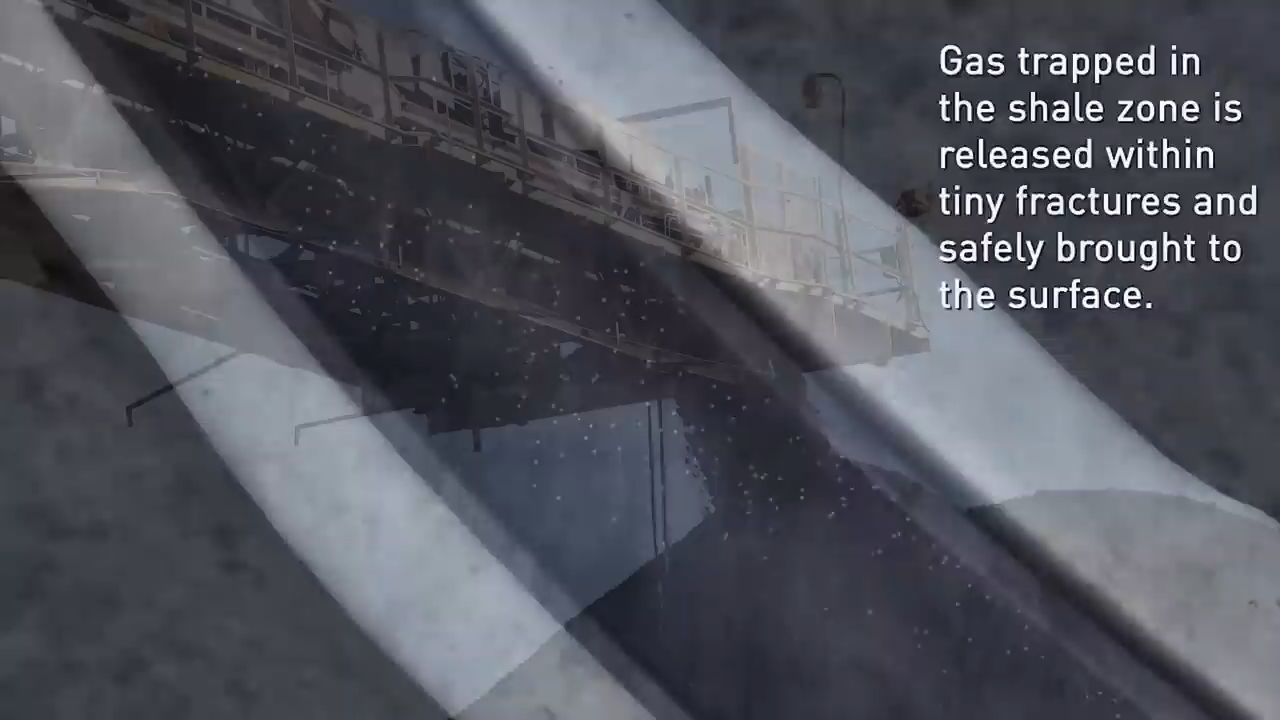 Gas trapped in
the shale zone is
released within
tiny fractures and
safely brought to
the surface.